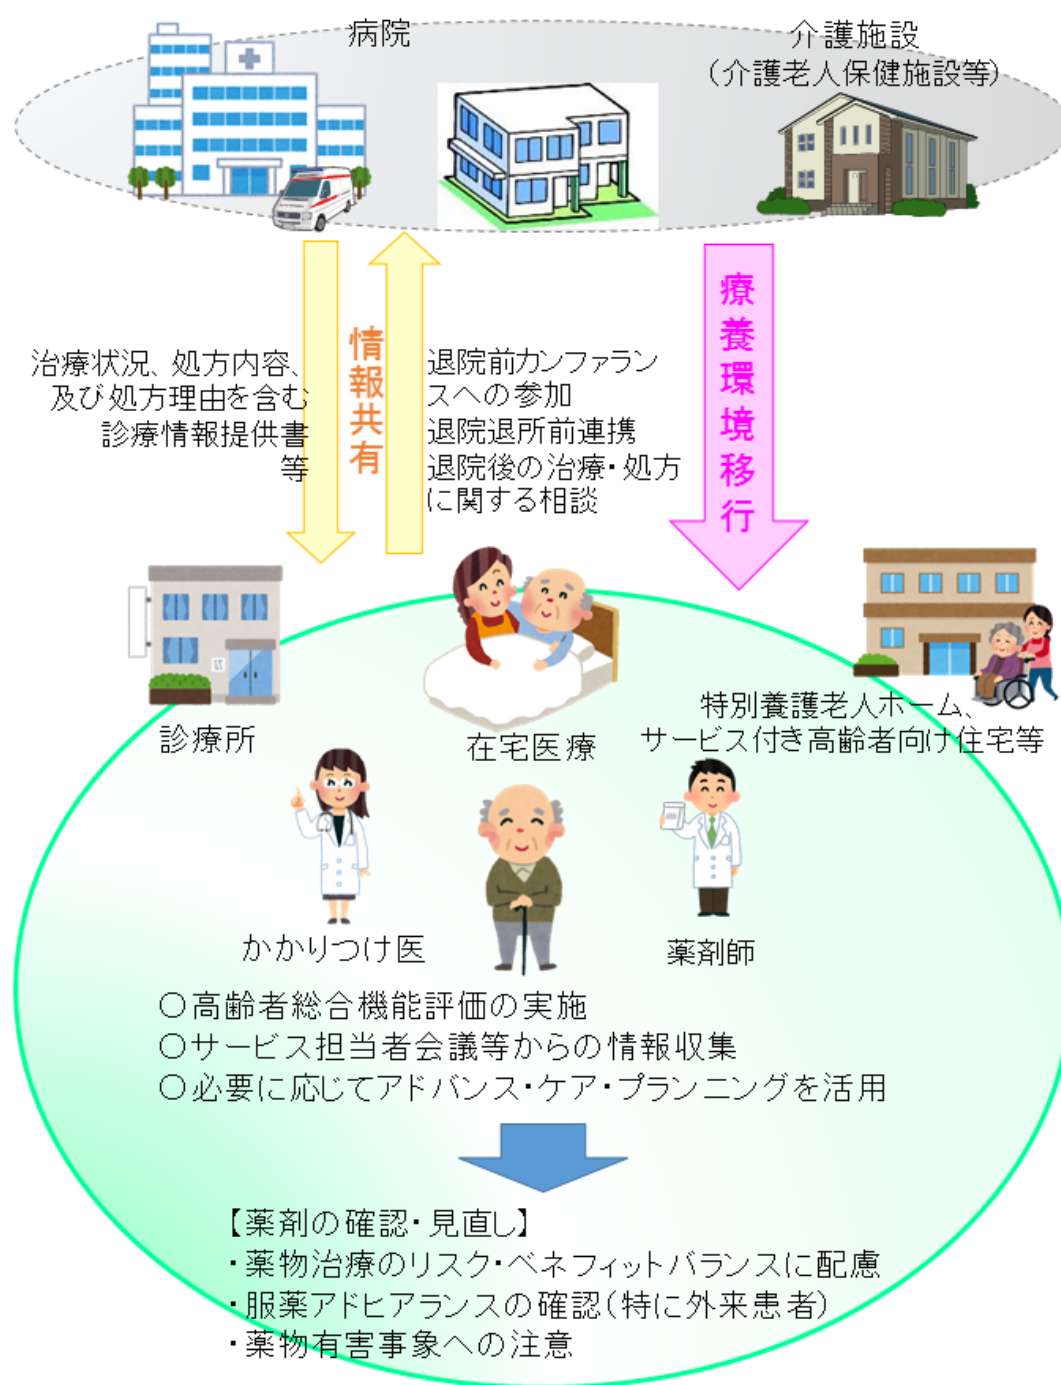 病院
介護施設
（介護老人保健施設等）
治療状況、処方内容、
及び処方理由を含む
診療情報提供書
等
情報共有
退院前カンファラン
スへの参加
退院退所前連携
退院後の治療・処方
に関する相談
療養環境移行
診療所
在宅医療
特別養護老人ホーム、
サービス付き高齢者向け住宅等
かかりつけ医
薬剤師
○高齢者総合機能評価の実施
○サービス担当者会議等からの情報収集
○必要に応じてアドバンス・ケア・プランニングを活用
【薬剤の確認・見直し】
・薬物治療のリスク・ベネフィットバランスに配慮
・服薬アドヒアランスの確認（特に外来患者）
・薬物有害事象への注意